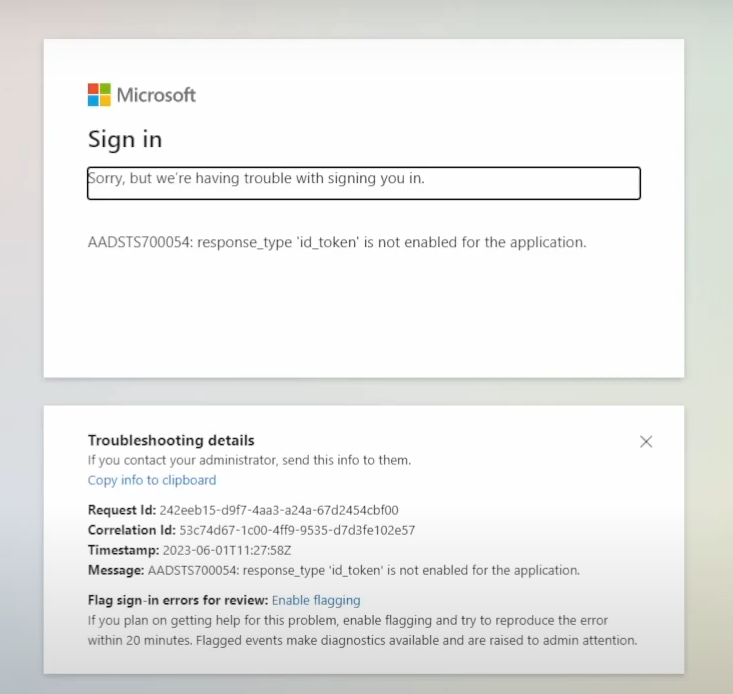 Microsoft
Sign in
Sorry, but we're having trouble with signing you in.
AADSTS700054: response_type 'id_token' is not enabled for the application.
Troubleshooting details
If you contact your administrator, send this info to them.
Copy info to clipboard
Request Id: 242eeb15-d9f7-4aa3-a24a-67d2454cbf00
Correlation Id: 53c74d67-1c00-4ff9-9535-d7d3fe102e57
Timestamp: 2023-06-01T11:27:58Z
Message: AADSTS700054: response_type 'id_token' is not enabled for the application.
Flag sign-in errors for review: Enable flagging
If you plan on getting help for this problem, enable flagging and try to reproduce the error
within 20 minutes. Flagged events make diagnostics available and are raised to admin attention.